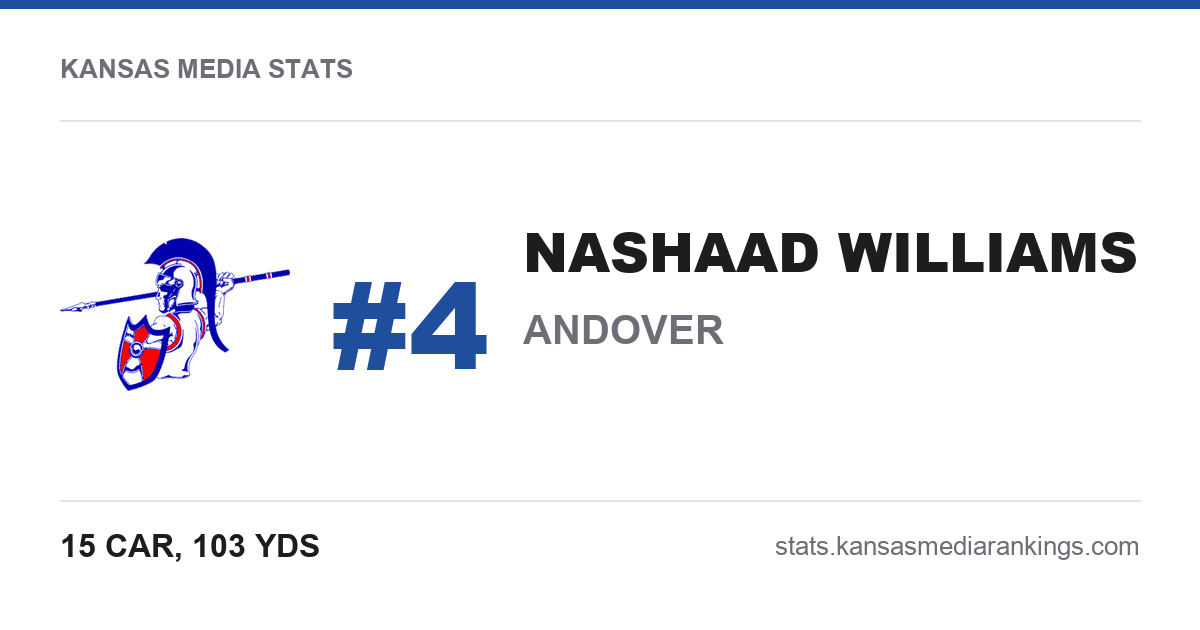 KANSAS MEDIA STATS
#4
NASHAAD WILLIAMS
ANDOVER
15 CAR, 103 YDS
stats.kansasmediarankings.com